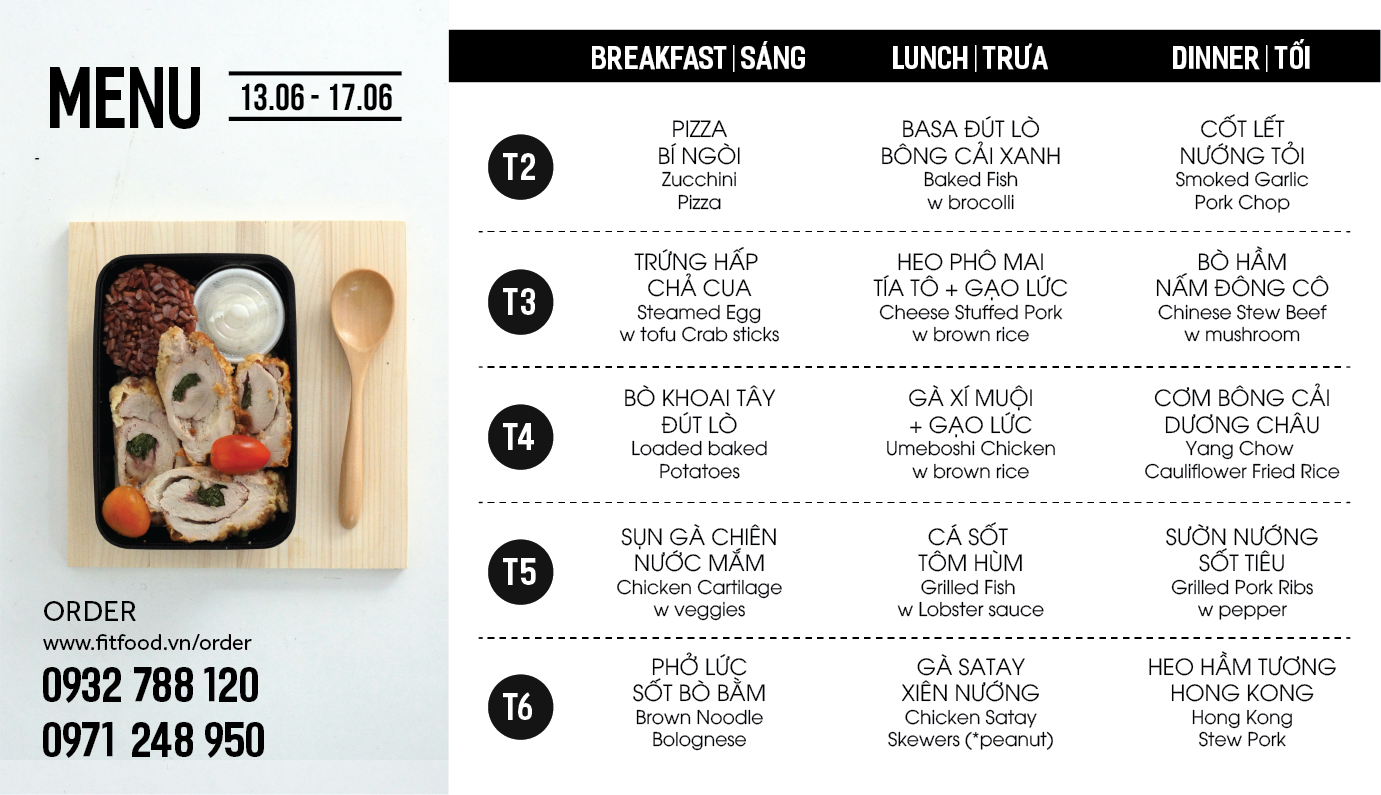 MENU
13.06 - 17.06
ORDER
www.fitfood.vn/order
0932 788 120
0971 248 950
BREAKFAST | SÁNG
LUNCH | TRƯA
DINNER | TỐI
T2
PIZZA
BÍ NGÒI
Zucchini
Pizza
BASA ĐÚT LÒ
BÔNG CẢI XANH
Baked Fish
w brocolli
CỐT LẾT
NƯỚNG TỎI
Smoked Garlic
Pork Chop
T3
TRỨNG HẤP
CHẢ CUA
Steamed Egg
w tofu Crab sticks
HEO PHÔ MAI
TÍA TÔ + GẠO LỨC
Cheese Stuffed Pork
w brown rice
BÒ HẦM
NẤM ĐÔNG CÔ
Chinese Stew Beef
w mushroom
T4
BÒ KHOAI TÂY
ĐÚT LÒ
Loaded baked
Potatoes
GÀ XÍ MUỘI
+ GẠO LỨC
Umeboshi Chicken
w brown rice
CƠM BÔNG CẢI
DƯƠNG CHÂU
Yang Chow
Cauliflower Fried Rice
T5
SỤN GÀ CHIÊN
NƯỚC MẮM
Chicken Cartilage
w veggies
CÁ SỐT
TÔM HÙM
Grilled Fish
w Lobster sauce
SƯỜN NƯỚNG
SỐT TIÊU
Grilled Pork Ribs
w pepper
T6
PHỞ LỨC
SỐT BÒ BẰM
Brown Noodle
Bolognese
GÀ SATAY
XIÊN NƯỚNG
Chicken Satay
Skewers (*peanut)
HEO HẦM TƯƠNG
HONG KONG
Hong Kong
Stew Pork